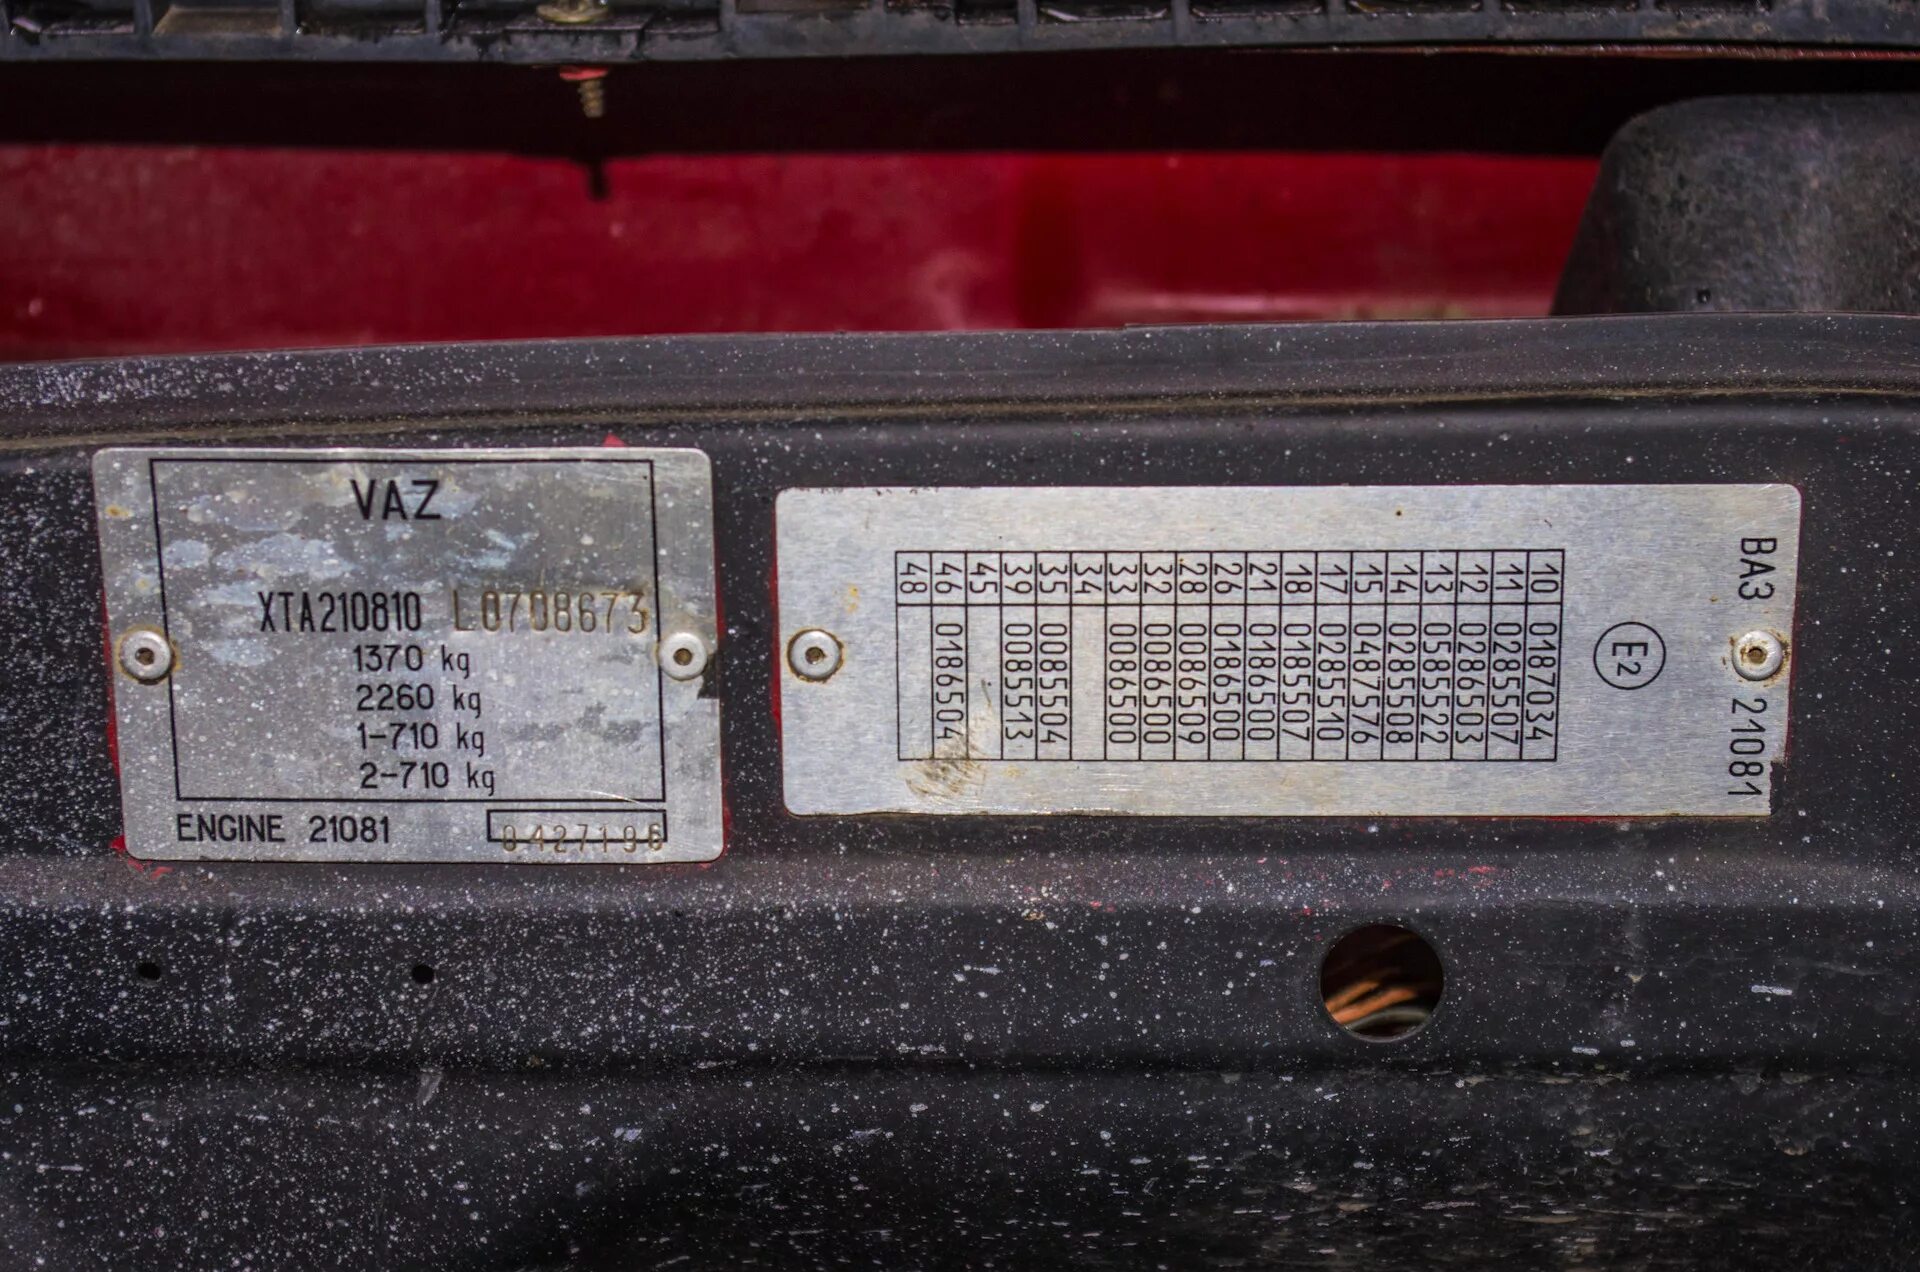 VAZ
XTA210810 L0708673
1370 kg
2260 kg
1-710 kg
2-710 kg
ENGINE 21081
0427196
ВАЗ 21081
E2
10 0187034
11 0285507
12 0286503
13 0585522
14 0285508
15 0487576
17 0285510
18 0185507
21 0186500
26 0186500
28 0086509
32 0086500
33 0086500
34
35 0085504
39 0085513
45
46 0186504
48